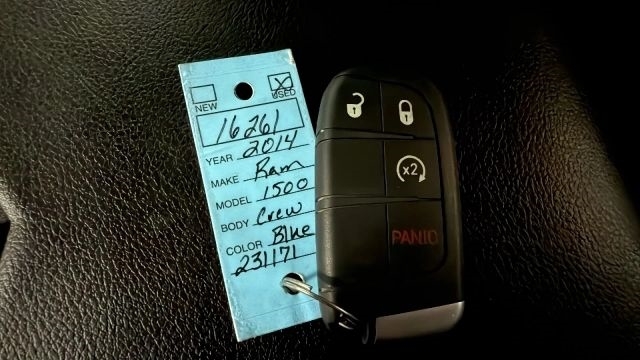 NEW
USED
16261
YEAR 2014
MAKE Ram
MODEL 1500
BODY Crew
COLOR Blue
231171
x2
PANIC